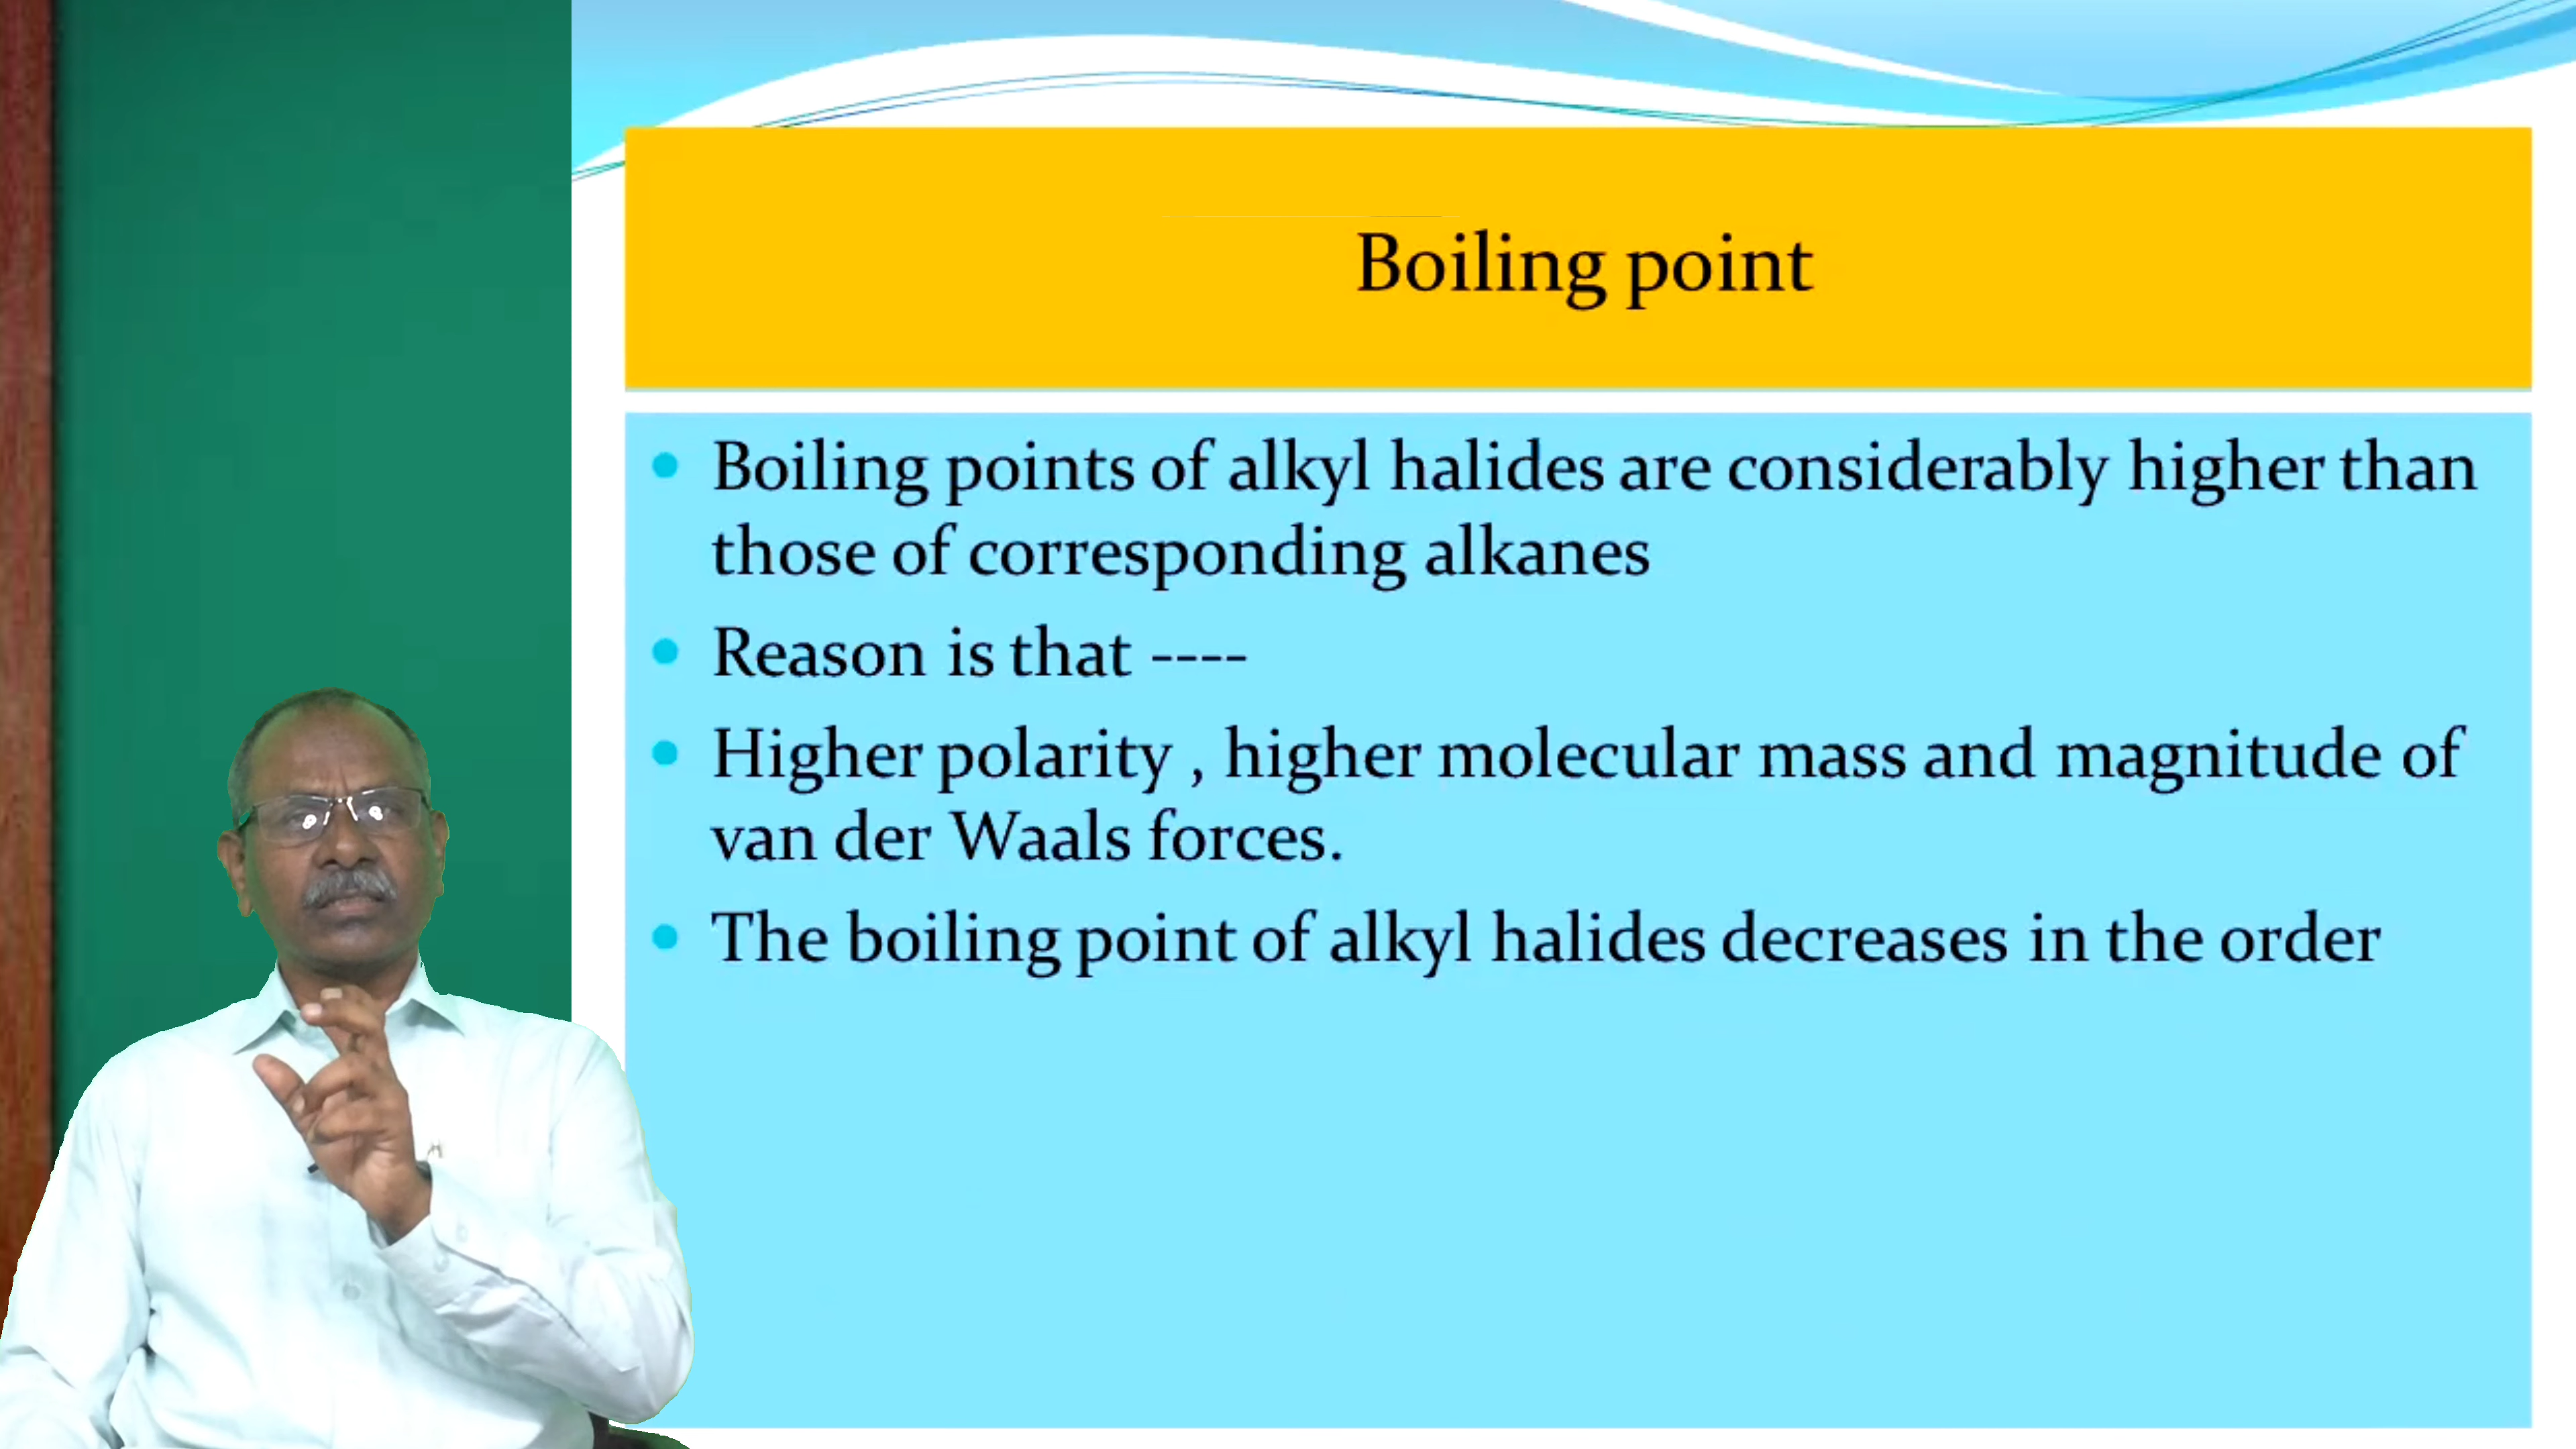 Boiling point
Boiling points of alkyl halides are considerably higher than
those of corresponding alkanes
Reason is that ----
Higher polarity , higher molecular mass and magnitude of
van der Waals forces.
The boiling point of alkyl halides decreases in the order